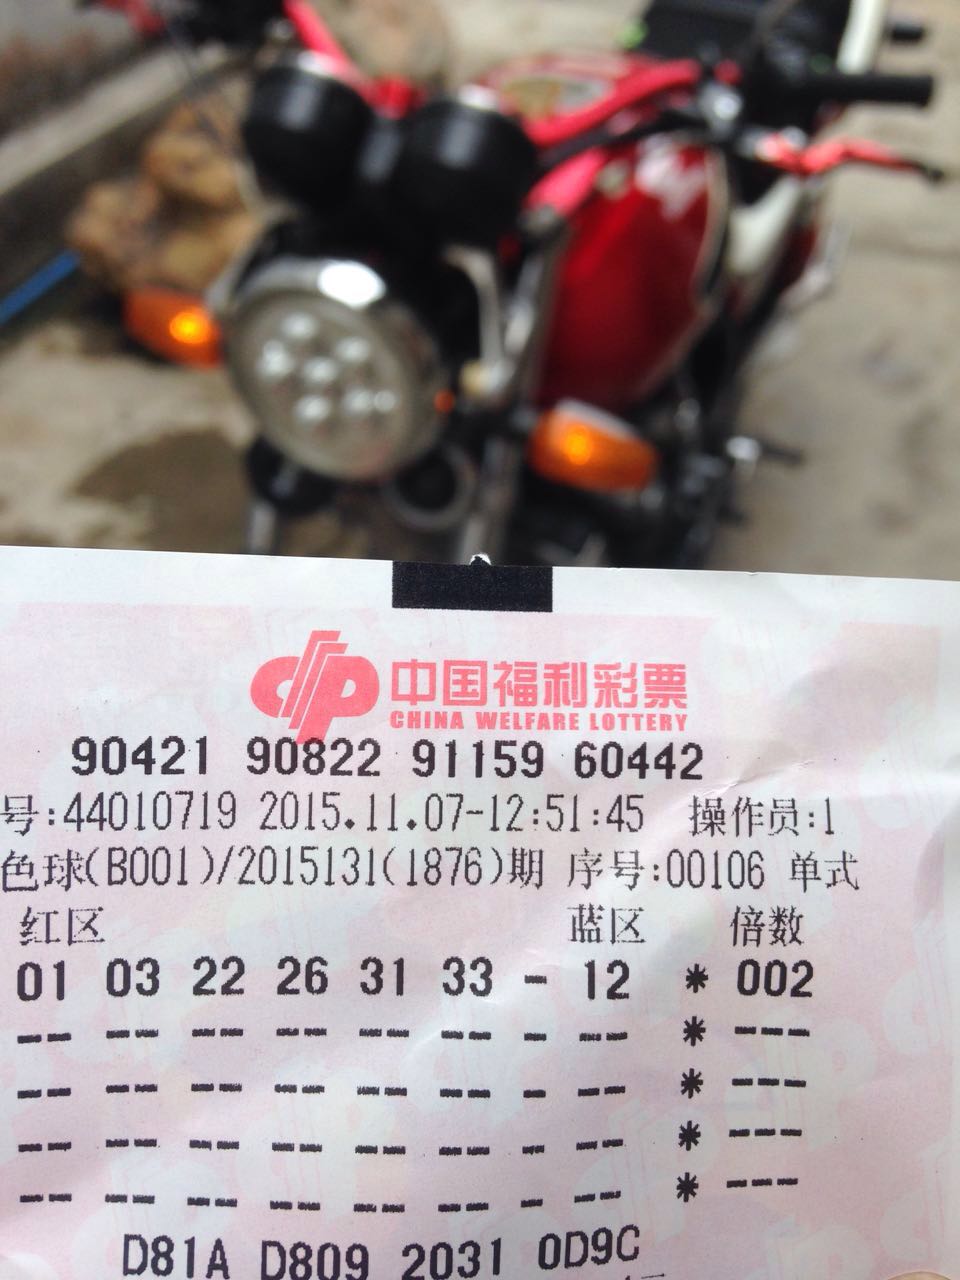 中国福利彩票
CHINA WELFARE LOTTERY
90421 90822 91159 60442
号:44010719 2015.11.07-12:51:45 操作员:1
色球(B001)/2015131(1876)期 序号:00106 单式
红区 蓝区 倍数
01 03 22 26 31 33 - 12 * 002
-- -- -- -- -- -- - -- * ---
-- -- -- -- -- -- - -- * ---
-- -- -- -- -- -- - -- * ---
-- -- -- -- -- -- - -- * ---
D81A D809 2031 0D9C